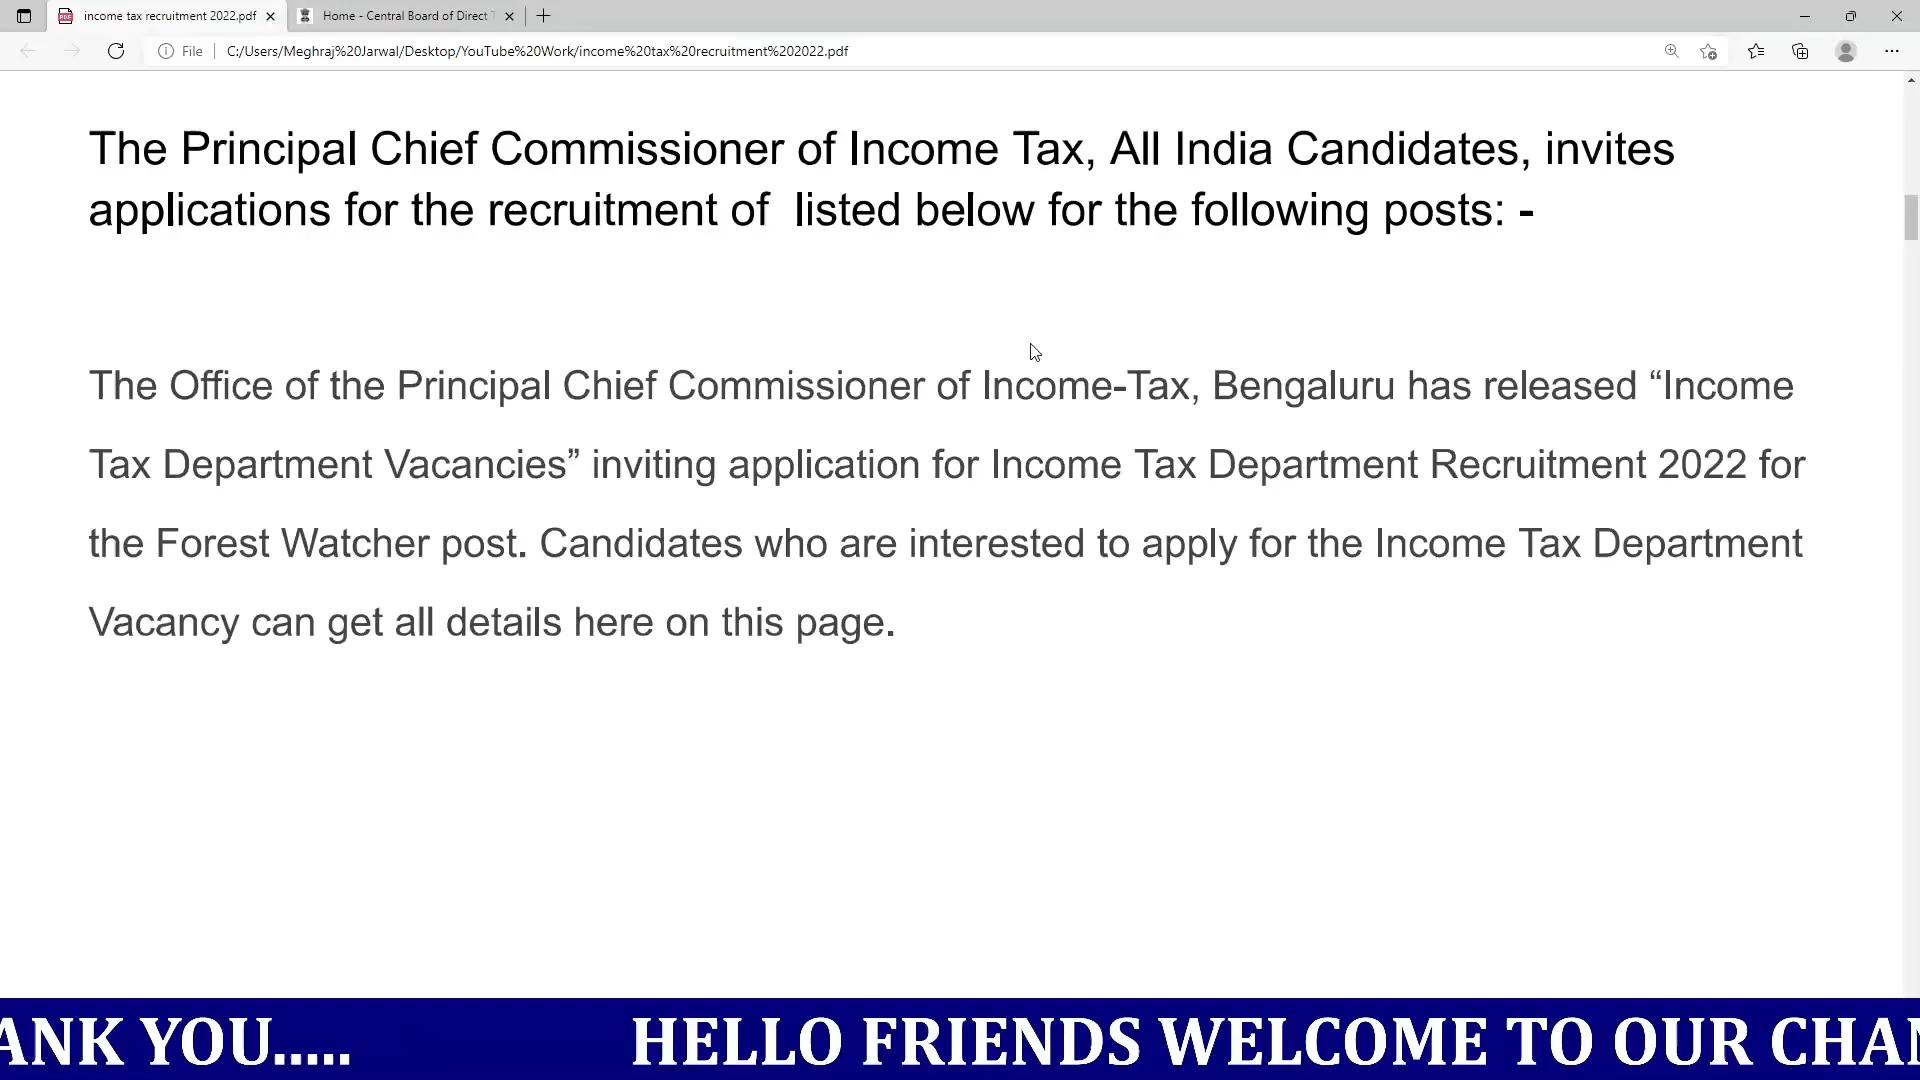 income tax recruitment 2022.pdf
Home - Central Board of Direct T
File
C:/Users/Meghraj%20Jarwal/Desktop/YouTube%20Work/income%20tax%20recruitment%202022.pdf
The Principal Chief Commissioner of Income Tax, All India Candidates, invites
applications for the recruitment of listed below for the following posts: -
The Office of the Principal Chief Commissioner of Income-Tax, Bengaluru has released “Income
Tax Department Vacancies” inviting application for Income Tax Department Recruitment 2022 for
the Forest Watcher post. Candidates who are interested to apply for the Income Tax Department
Vacancy can get all details here on this page.
ANK YOU..... HELLO FRIENDS WELCOME TO OUR CHAN